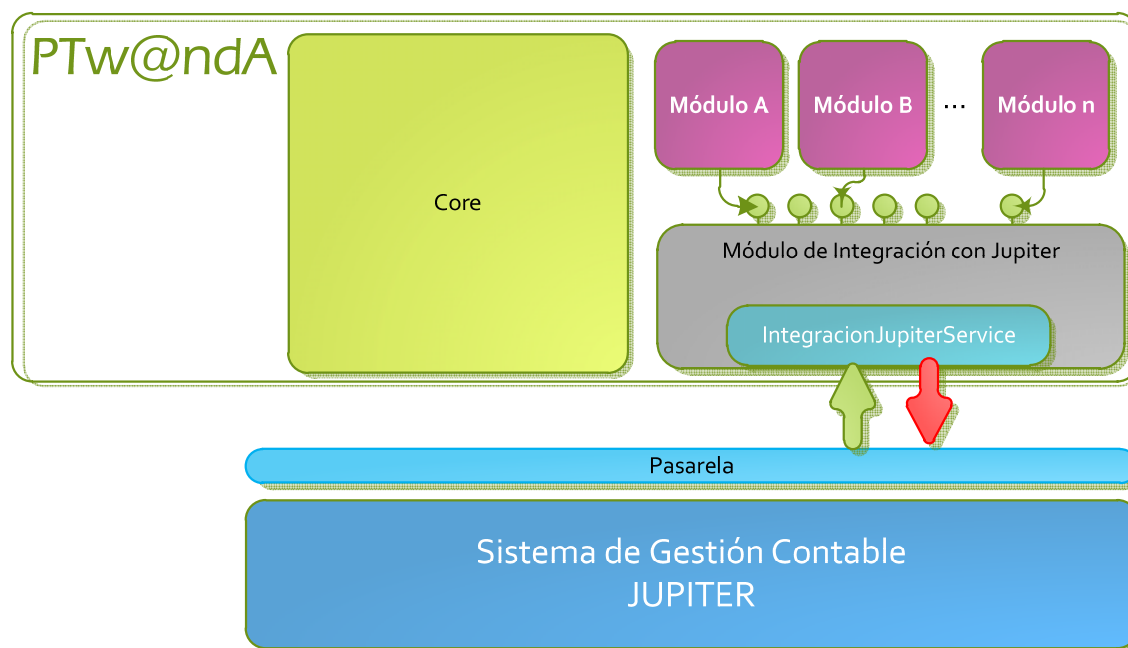 PTw@ndA
Core
Módulo A
Módulo B
...
Módulo n
Módulo de Integración con Jupiter
IntegracionJupiterService
Pasarela
Sistema de Gestión Contable
JUPITER